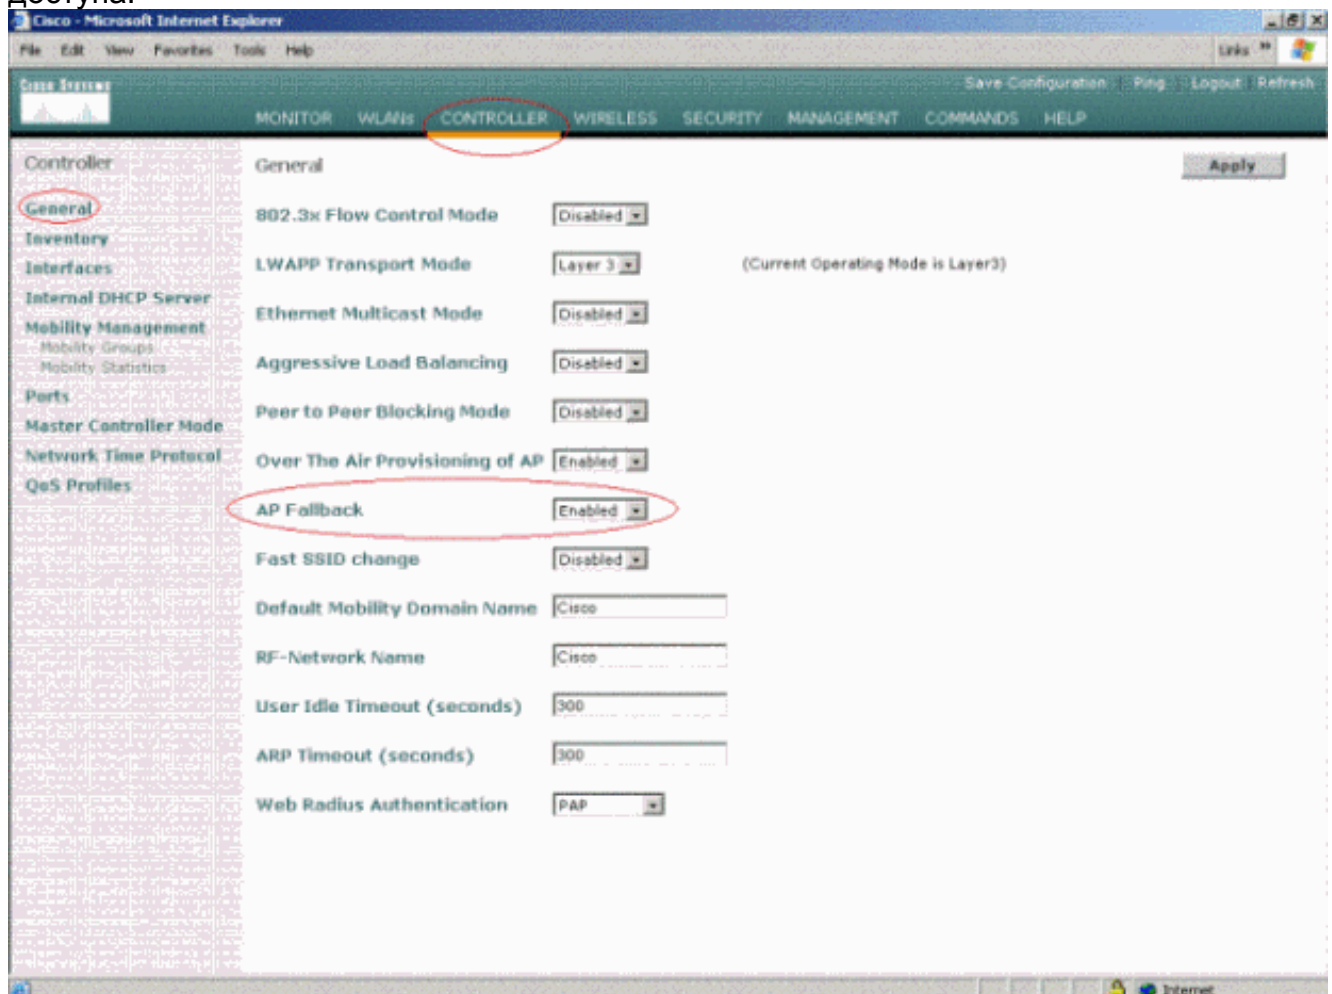 доступа.
Cisco - Microsoft Internet Explorer
File Edit View Favorites Tools Help Links »
Cisco Systems
Save Configuration Ping Logout Refresh
MONITOR WLANs CONTROLLER WIRELESS SECURITY MANAGEMENT COMMANDS HELP
Controller
General
Inventory
Interfaces
Internal DHCP Server
Mobility Management
Mobility Groups
Mobility Statistics
Ports
Master Controller Mode
Network Time Protocol
QoS Profiles
General
Apply
802.3x Flow Control Mode Disabled
LWAPP Transport Mode Layer 3 (Current Operating Mode is Layer3)
Ethernet Multicast Mode Disabled
Aggressive Load Balancing Disabled
Peer to Peer Blocking Mode Disabled
Over The Air Provisioning of AP Enabled
AP Fallback Enabled
Fast SSID change Disabled
Default Mobility Domain Name Cisco
RF-Network Name Cisco
User Idle Timeout (seconds) 300
ARP Timeout (seconds) 300
Web Radius Authentication PAP
Internet